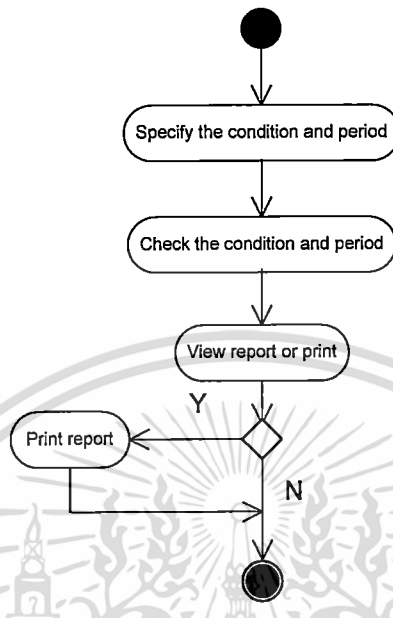 Specify the condition and period
Check the condition and period
View report or print
Y
Print report
N